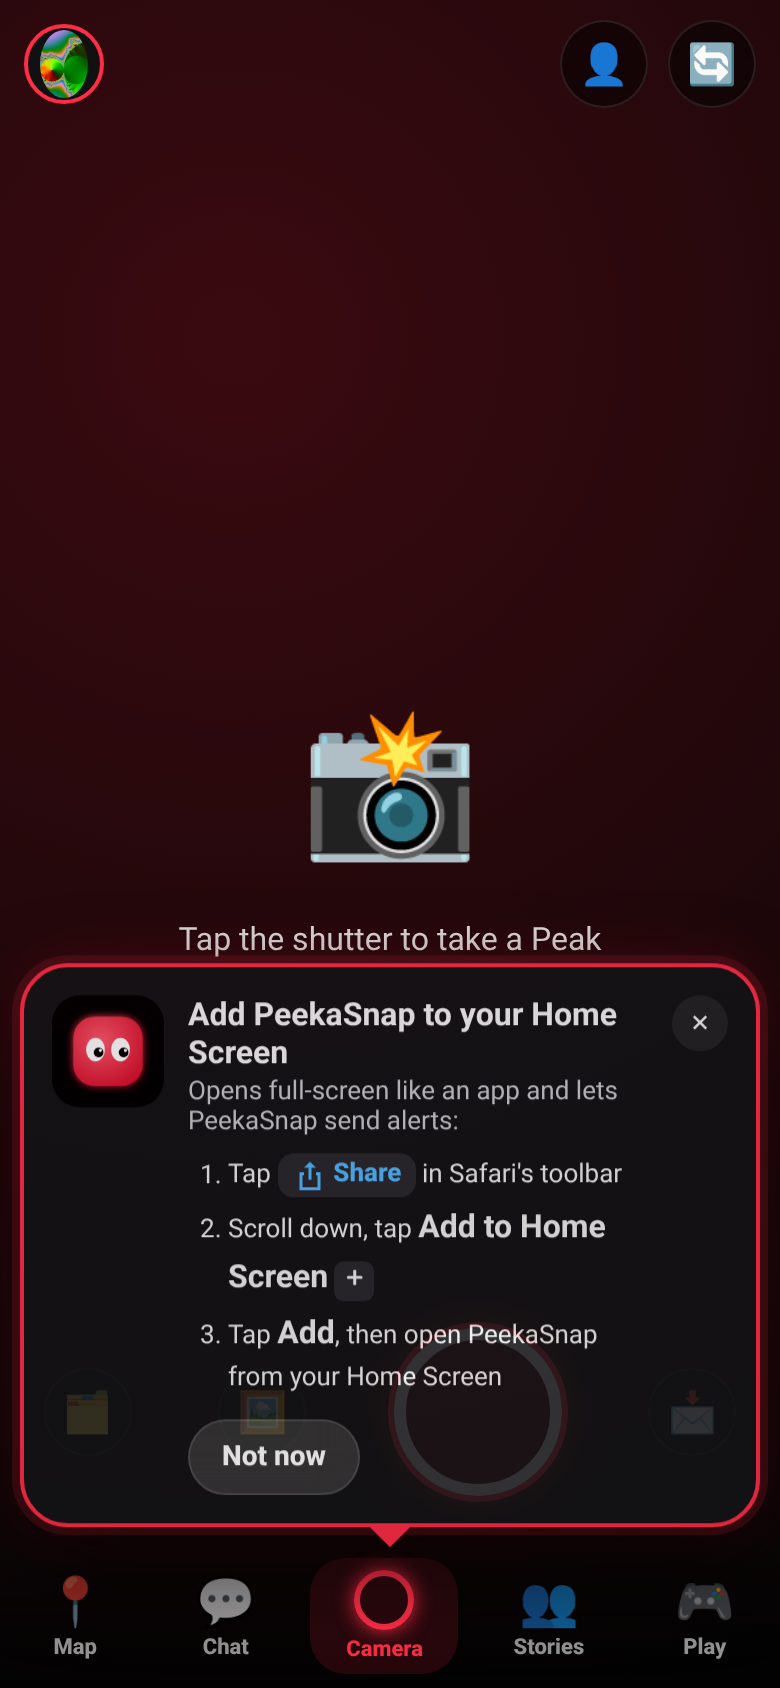 Tap the shutter to take a Peak
Add PeekaSnap to your Home
Screen
Opens full-screen like an app and lets
PeekaSnap send alerts:
1. Tap Share in Safari's toolbar
2. Scroll down, tap Add to Home
Screen +
3. Tap Add, then open PeekaSnap
from your Home Screen
Not now
Map
Chat
Camera
Stories
Play